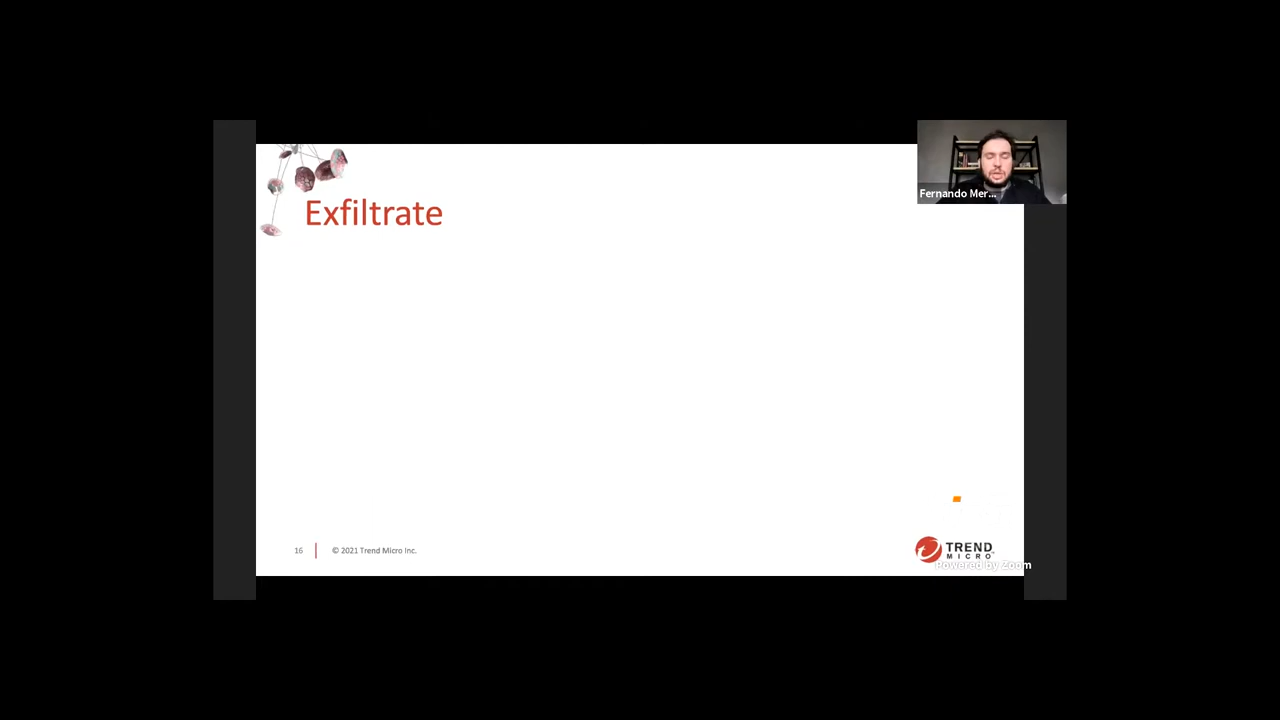 Fernando Mer...
Exfiltrate
16
© 2021 Trend Micro Inc.
TREND
MICRO
Powered by Zoom